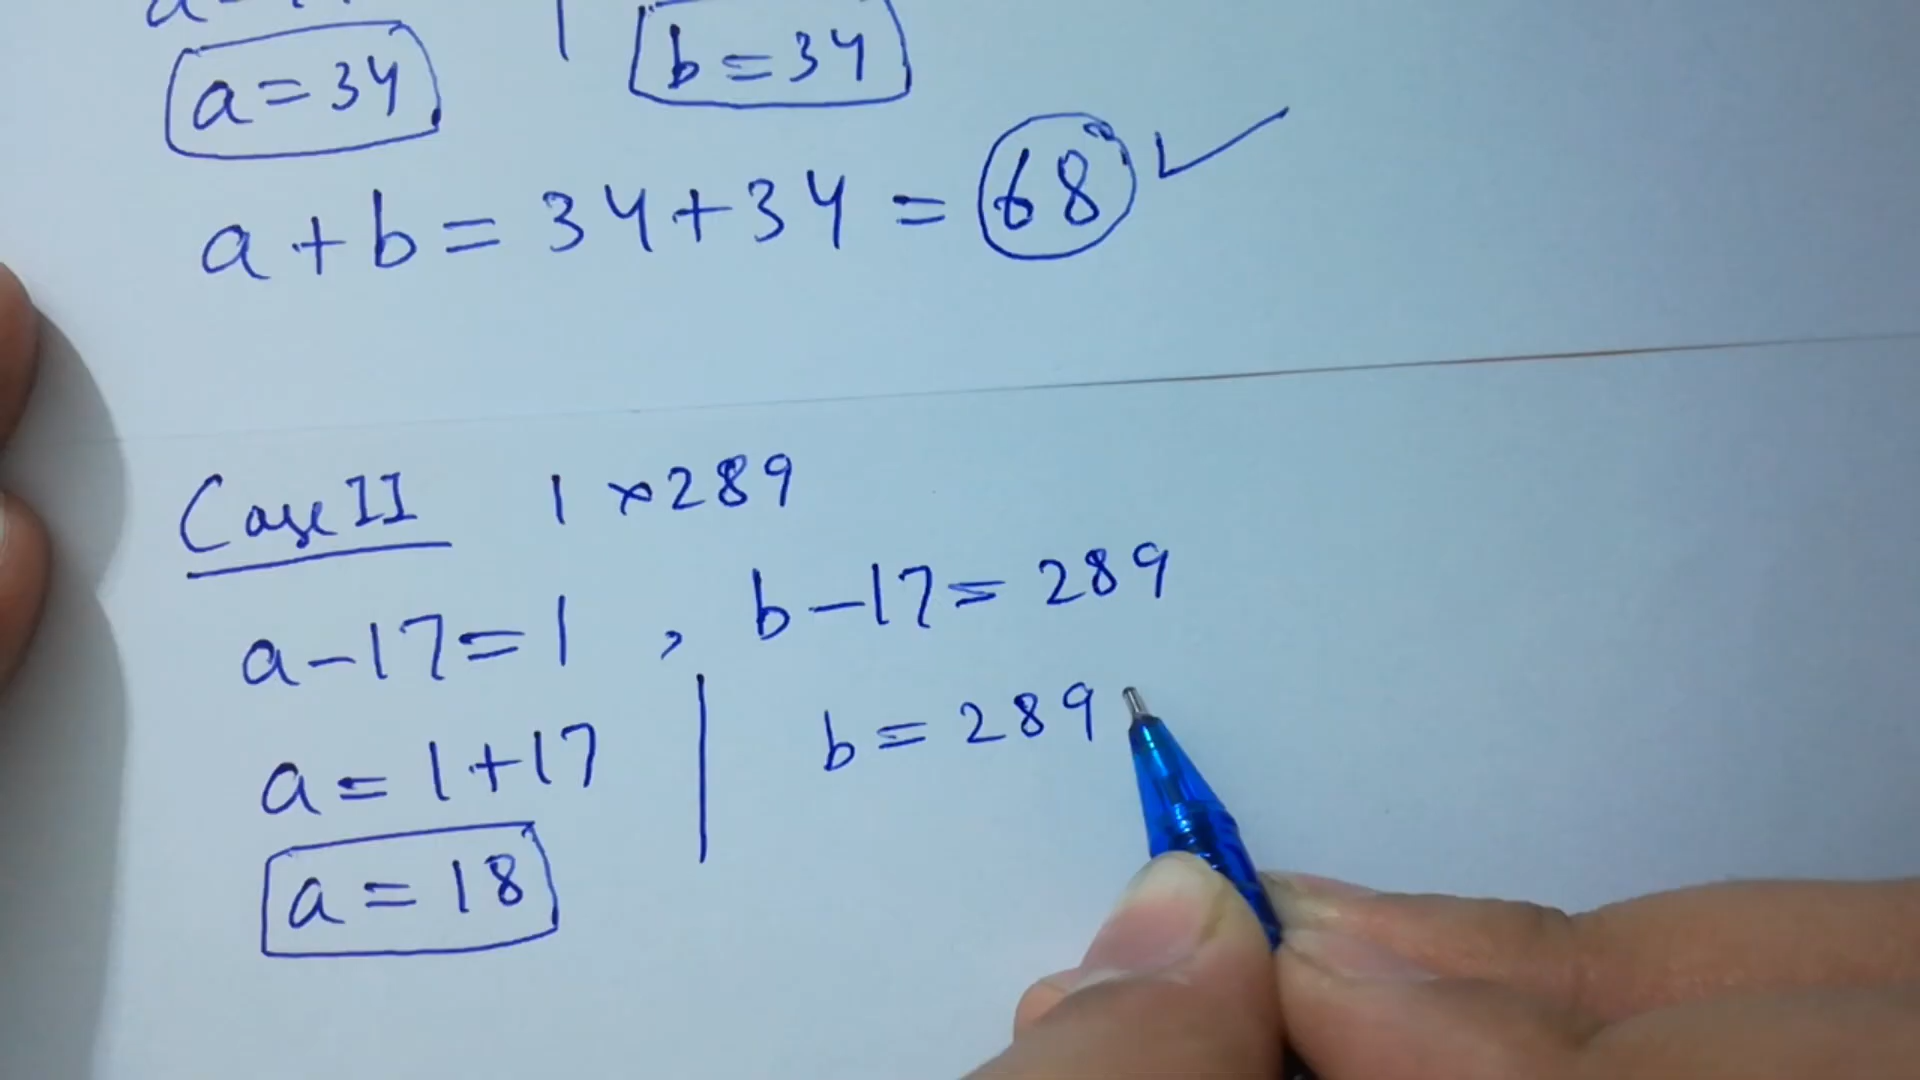 a = 34 b = 34
a + b = 34 + 34 = 68 ✓
Case II 1 × 289
a - 17 = 1 , b - 17 = 289
a = 1 + 17 b = 289
a = 18